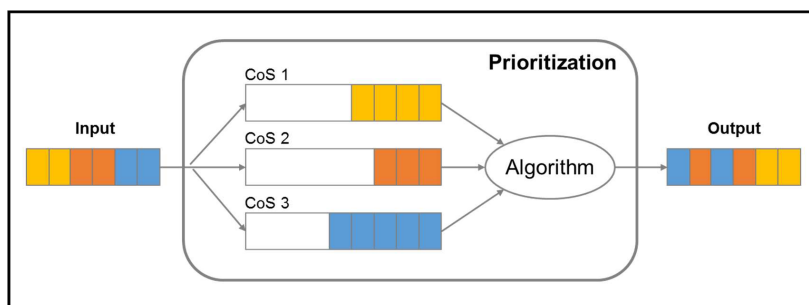 Prioritization
CoS 1
Input
CoS 2
Algorithm
Output
CoS 3